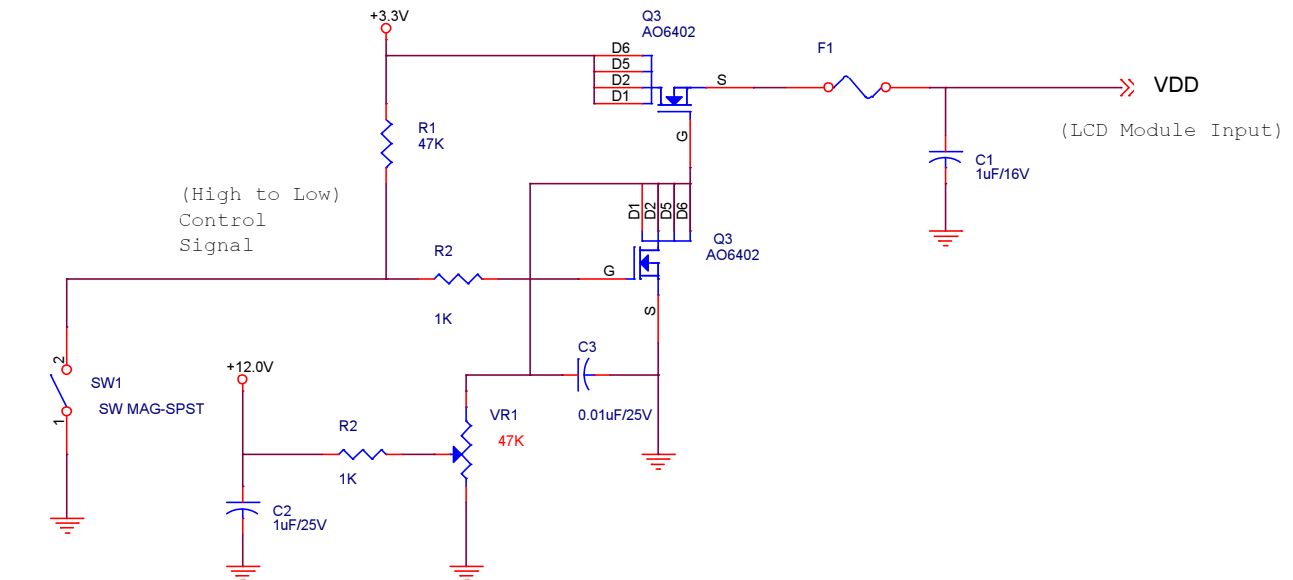 +3.3V
Q3
AO6402
D6
D5
D2
D1
S
G
F1
VDD
(LCD Module Input)
R1
47K
C1
1uF/16V
(High to Low)
Control
Signal
D1
D2
D5
D6
Q3
AO6402
R2
1K
G
S
2
SW1
SW MAG-SPST
1
+12.0V
C3
0.01uF/25V
R2
1K
VR1
47K
C2
1uF/25V